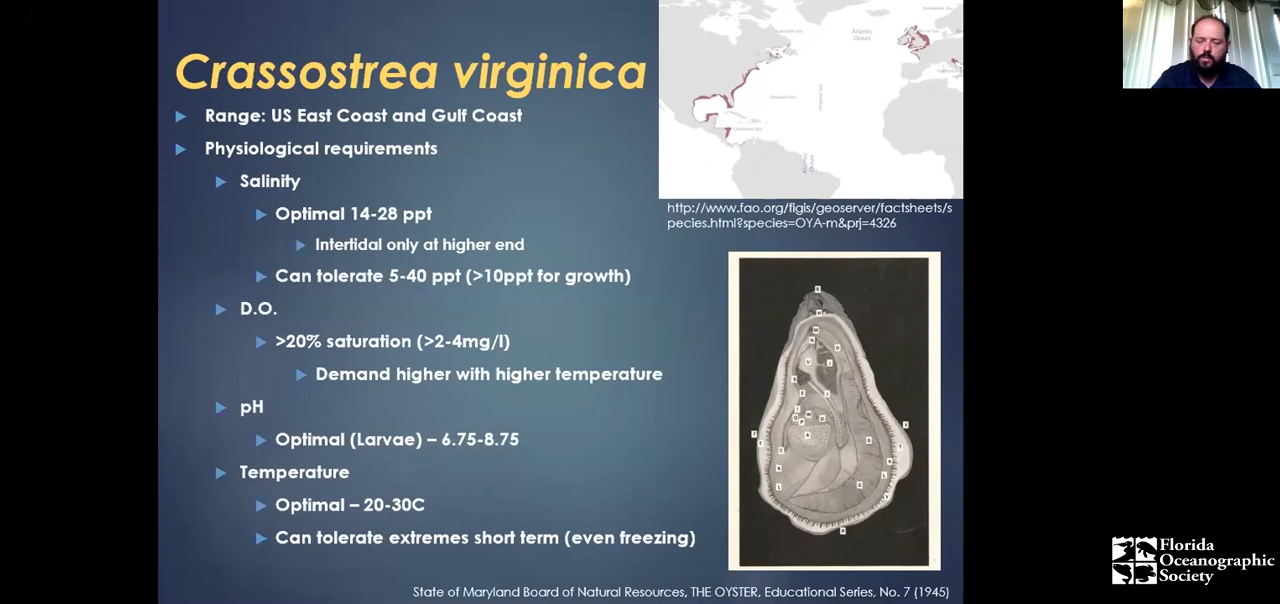 Crassostrea virginica
Range: US East Coast and Gulf Coast
Physiological requirements
Salinity
Optimal 14-28 ppt
Intertidal only at higher end
Can tolerate 5-40 ppt (>10ppt for growth)
D.O.
>20% saturation (>2-4mg/l)
Demand higher with higher temperature
pH
Optimal (Larvae) – 6.75-8.75
Temperature
Optimal – 20-30C
Can tolerate extremes short term (even freezing)
Atlantic
Ocean
http://www.fao.org/figis/geoserver/factsheets/s
pecies.html?species=OYA-m&prj=4326
State of Maryland Board of Natural Resources, THE OYSTER, Educational Series, No. 7 (1945)
Florida
Oceanographic
Society